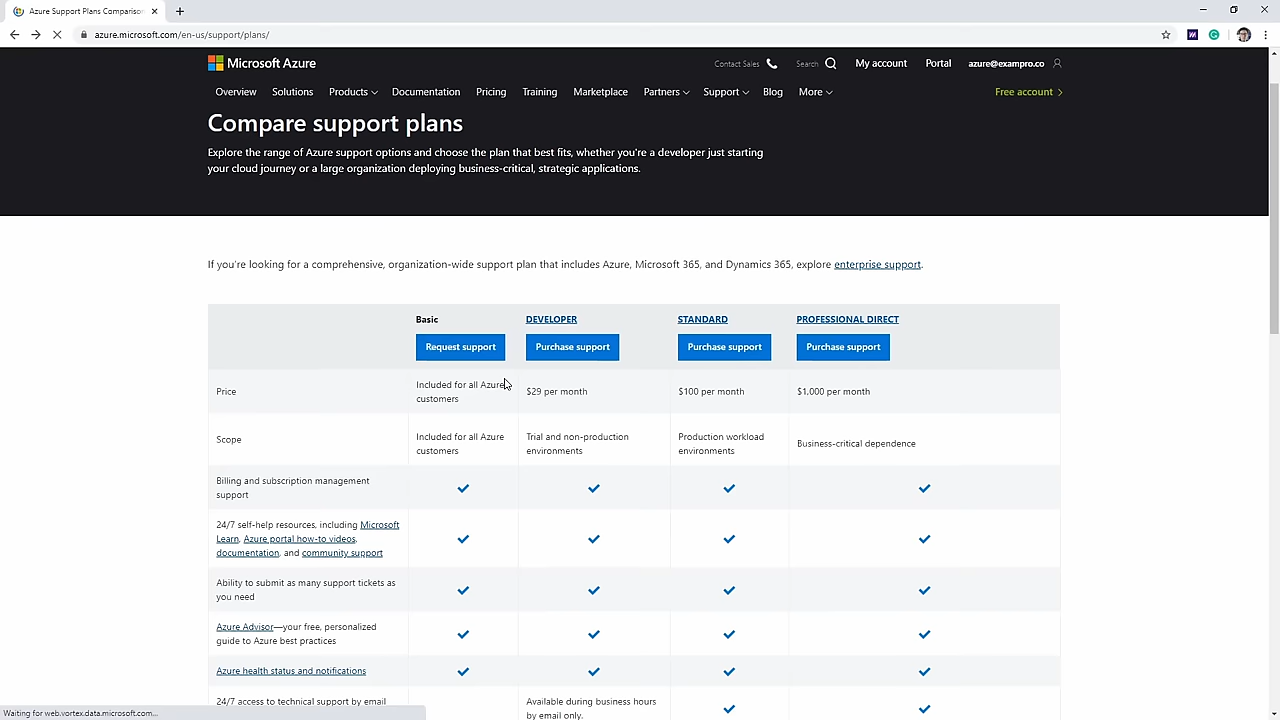 Azure Support Plans Comparison
azure.microsoft.com/en-us/support/plans/
Microsoft Azure
Contact Sales
Search
My account
Portal
azure@exampro.co
Overview
Solutions
Products
Documentation
Pricing
Training
Marketplace
Partners
Support
Blog
More
Free account
Compare support plans
Explore the range of Azure support options and choose the plan that best fits, whether you're a developer just starting
your cloud journey or a large organization deploying business-critical, strategic applications.
If you're looking for a comprehensive, organization-wide support plan that includes Azure, Microsoft 365, and Dynamics 365, explore enterprise support.
Basic
DEVELOPER
STANDARD
PROFESSIONAL DIRECT
Request support
Purchase support
Purchase support
Purchase support
Price
Included for all Azure
customers
$29 per month
$100 per month
$1,000 per month
Scope
Included for all Azure
customers
Trial and non-production
environments
Production workload
environments
Business-critical dependence
Billing and subscription management
support
24/7 self-help resources, including Microsoft
Learn, Azure portal how-to videos,
documentation, and community support
Ability to submit as many support tickets as
you need
Azure Advisor—your free, personalized
guide to Azure best practices
Azure health status and notifications
24/7 access to technical support by email
Available during business hours
by email only.
Waiting for web.vortex.data.microsoft.com...